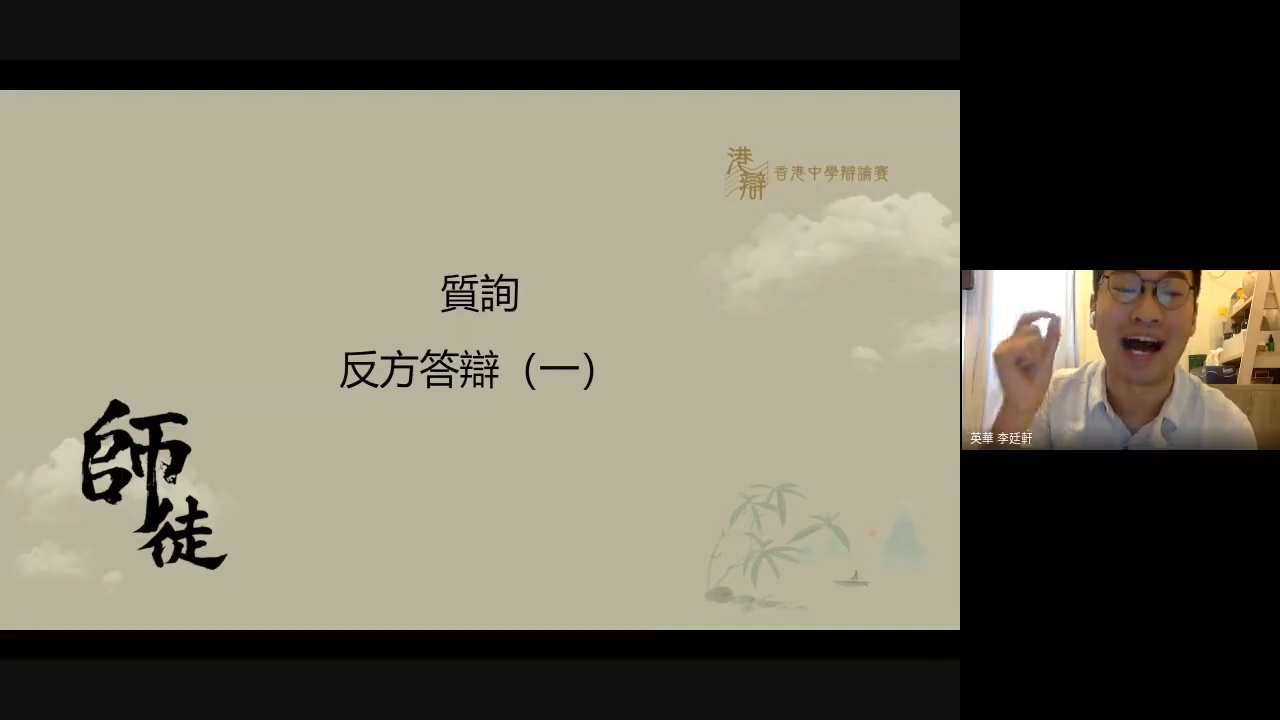 港辯
香港中學辯論賽
質詢
反方答辯（一）
師徒
英華 李廷軒